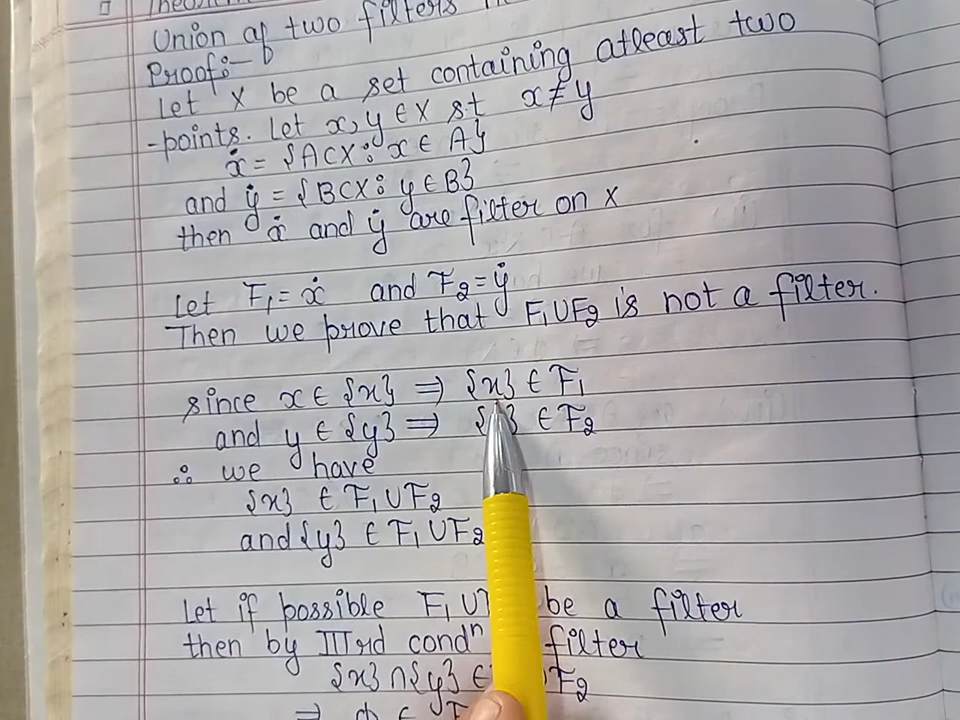 Union of two filters
Proof:-
Let X be a set containing atleast two
-points. Let x, y ∈ X s.t x ≠ y
ẋ = {A⊂X : x ∈ A}
and ẏ = {B⊂X : y ∈ B}
then ẋ and ẏ are filter on X
Let F₁ = ẋ and F₂ = ẏ
Then we prove that F₁∪F₂ is not a filter.
since x ∈ {x} ⇒ {x} ∈ F₁
and y ∈ {y} ⇒ { } ∈ F₂
∴ we have
{x} ∈ F₁∪F₂
and {y} ∈ F₁∪F₂
Let if possible F₁∪ be a filter
then by IIIrd condⁿ filter
{x}∩{y} ∈ F₂
⇒ ϕ ∈